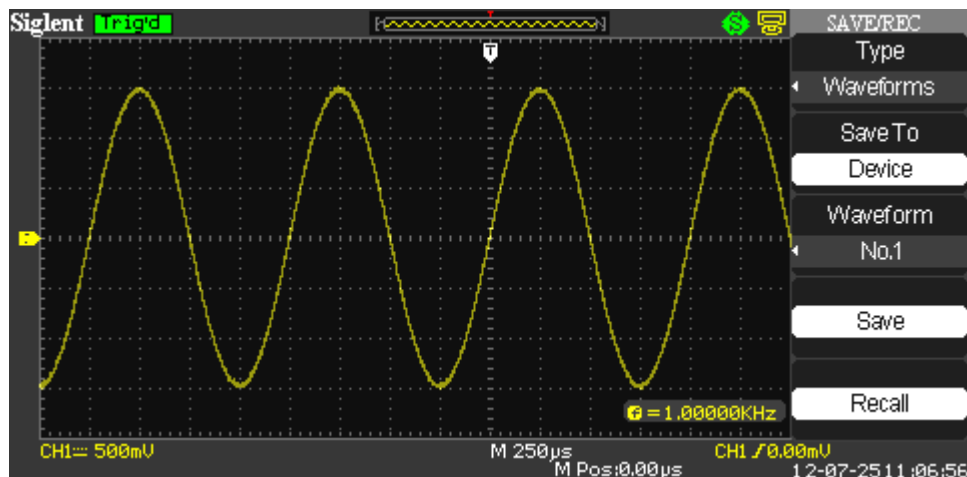 Siglent Trig'd
S
SAVE/REC
Type
Waveforms
Save To
Device
Waveform
No.1
Save
Recall
T
f = 1.00000KHz
CH1 500mV
M 250μs
CH1 0.00mV
M Pos:0.00μs
12-07-25 11:06:56